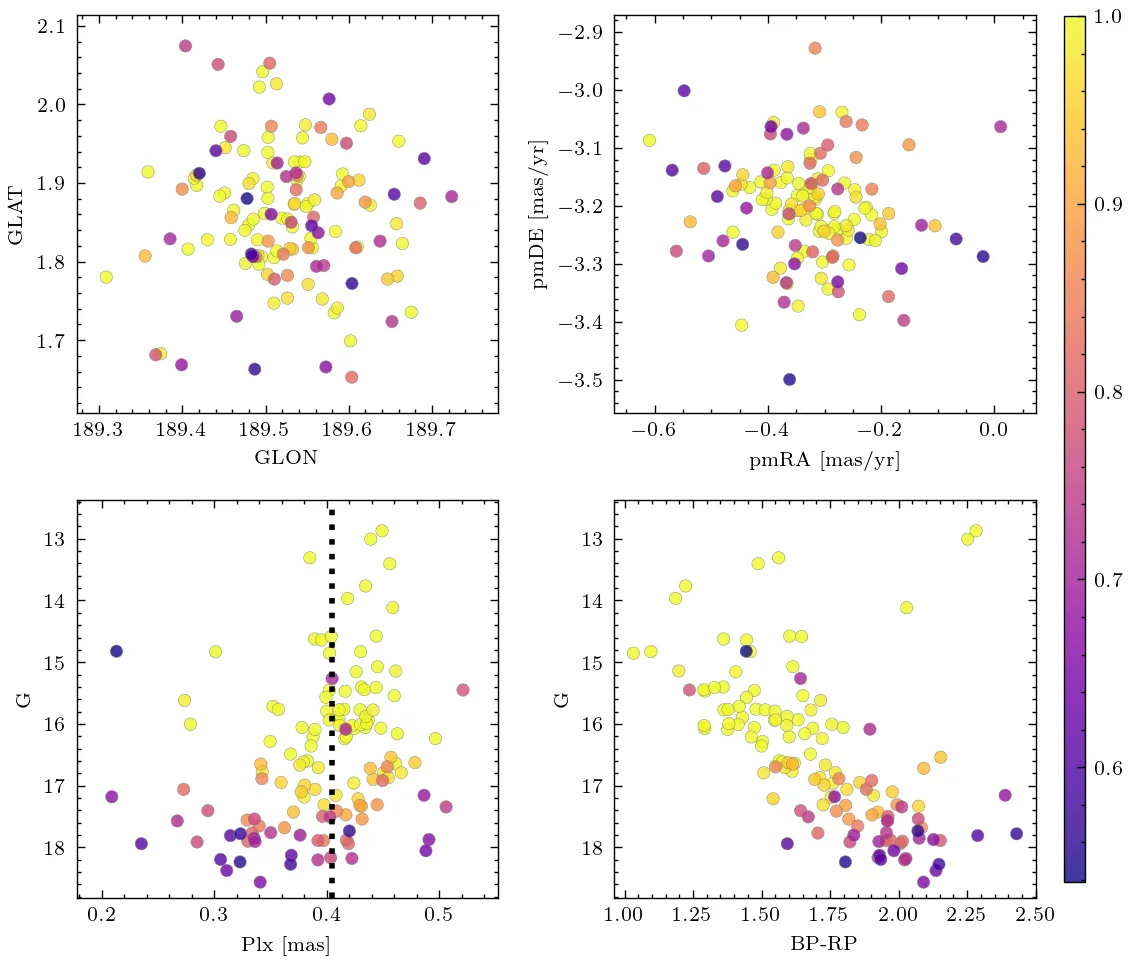 2.1
2.0
1.9
1.8
1.7
GLAT
189.3 189.4 189.5 189.6 189.7
GLON
−2.9
−3.0
−3.1
−3.2
−3.3
−3.4
−3.5
pmDE [mas/yr]
−0.6 −0.4 −0.2 0.0
pmRA [mas/yr]
1.0
0.9
0.8
0.7
0.6
13
14
15
16
17
18
G
0.2 0.3 0.4 0.5
Plx [mas]
13
14
15
16
17
18
G
1.00 1.25 1.50 1.75 2.00 2.25 2.50
BP-RP